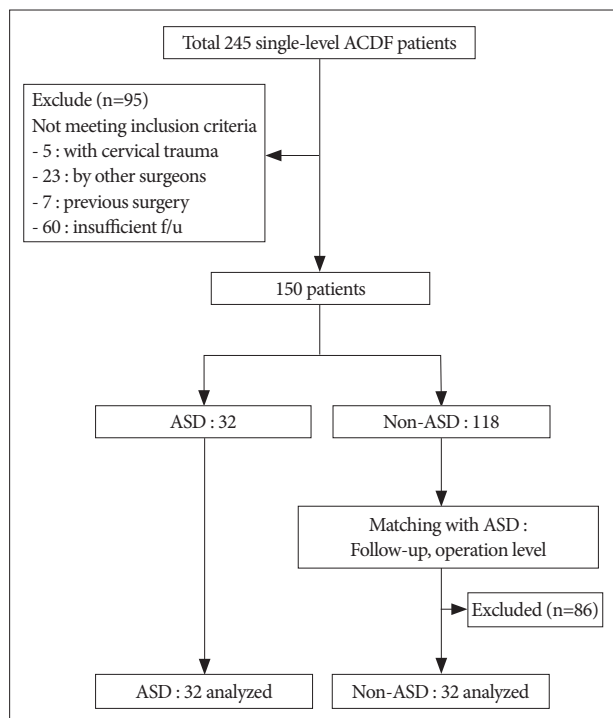 Total 245 single-level ACDF patients
Exclude (n=95)
Not meeting inclusion criteria
- 5 : with cervical trauma
- 23 : by other surgeons
- 7 : previous surgery
- 60 : insufficient f/u
150 patients
ASD : 32
Non-ASD : 118
Matching with ASD :
Follow-up, operation level
Excluded (n=86)
ASD : 32 analyzed
Non-ASD : 32 analyzed